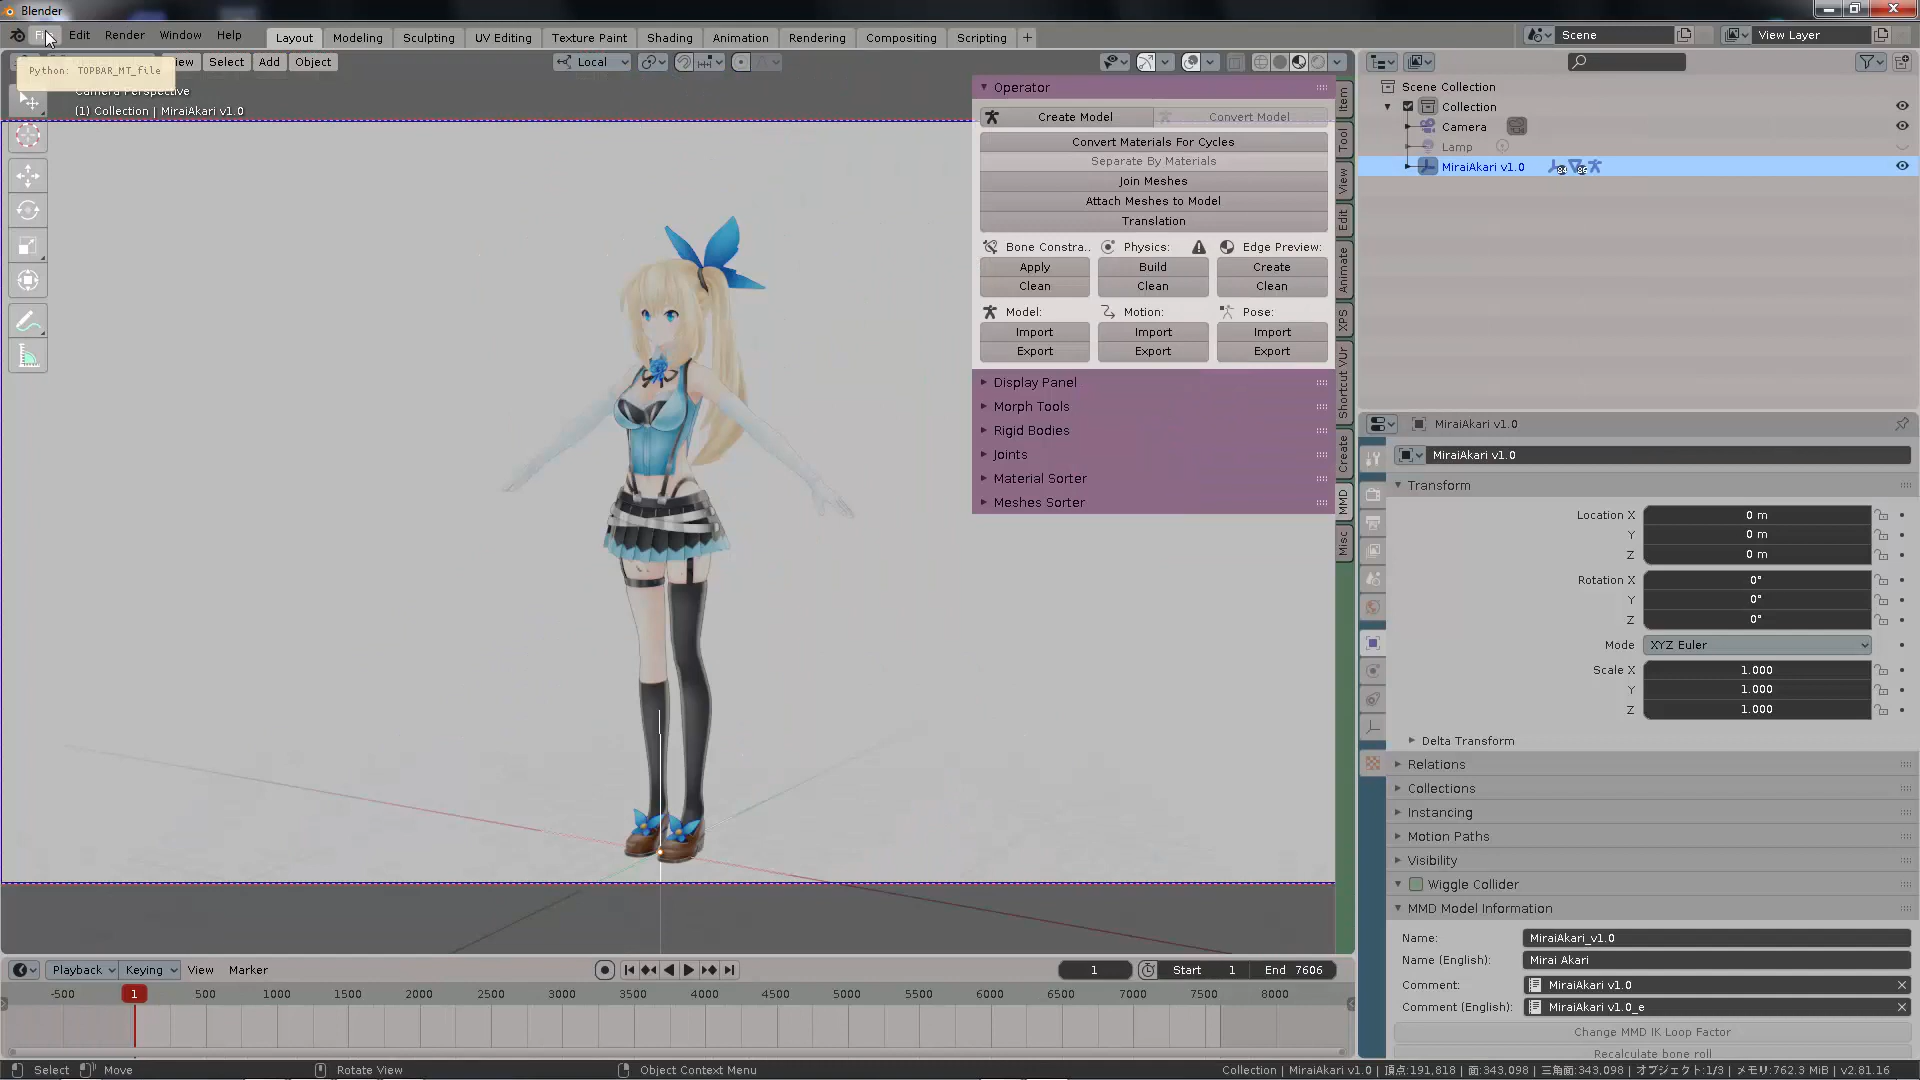 Blender
Edit Render Window Help
Layout Modeling Sculpting UV Editing Texture Paint Shading Animation Rendering Compositing Scripting +
Scene
View Layer
Python: TOPBAR_MT_file
Select Add Object
Local
(1) Collection | MiraiAkari v1.0
Operator
Create Model Convert Model
Convert Materials For Cycles
Separate By Materials
Join Meshes
Attach Meshes to Model
Translation
Bone Constra.. Physics: Edge Preview:
Apply Build Create
Clean Clean Clean
Model: Motion: Pose:
Import Import Import
Export Export Export
Display Panel
Morph Tools
Rigid Bodies
Joints
Material Sorter
Meshes Sorter
Item
Tool
View
Edit
Animate
XPS
Shortcut VUr
Create
MMD
Misc
Scene Collection
Collection
Camera
Lamp
MiraiAkari v1.0
MiraiAkari v1.0
MiraiAkari v1.0
Transform
Location X 0 m
Y 0 m
Z 0 m
Rotation X 0°
Y 0°
Z 0°
Mode XYZ Euler
Scale X 1.000
Y 1.000
Z 1.000
Delta Transform
Relations
Collections
Instancing
Motion Paths
Visibility
Wiggle Collider
MMD Model Information
Name: MiraiAkari_v1.0
Name (English): Mirai Akari
Comment: MiraiAkari v1.0
Comment (English): MiraiAkari v1.0_e
Change MMD IK Loop Factor
Recalculate bone roll
Playback Keying View Marker
1 Start 1 End 7606
-500 1 500 1000 1500 2000 2500 3000 3500 4000 4500 5000 5500 6000 6500 7000 7500 8000
Select Move Rotate View Object Context Menu
Collection | MiraiAkari v1.0 | 頂点:191,818 | 面:343,098 | 三角面:343,098 | オブジェクト:1/3 | メモリ:762.3 MiB | v2.81.16